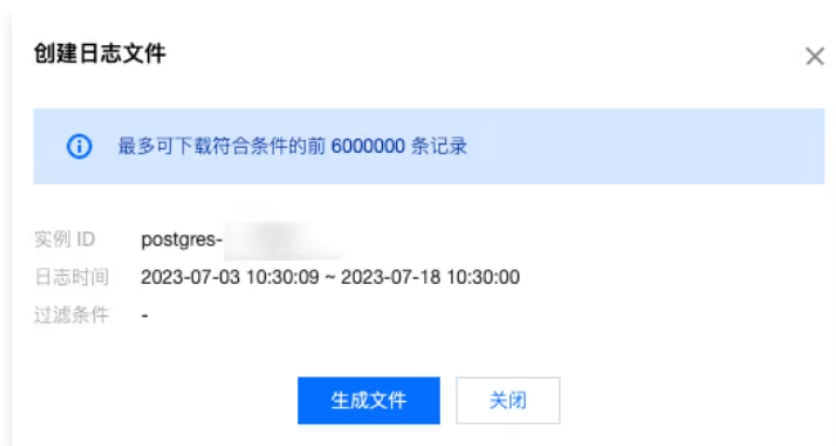 创建日志文件
最多可下载符合条件的前 6000000 条记录
实例 ID postgres-
日志时间 2023-07-03 10:30:09 ~ 2023-07-18 10:30:00
过滤条件 -
生成文件 关闭